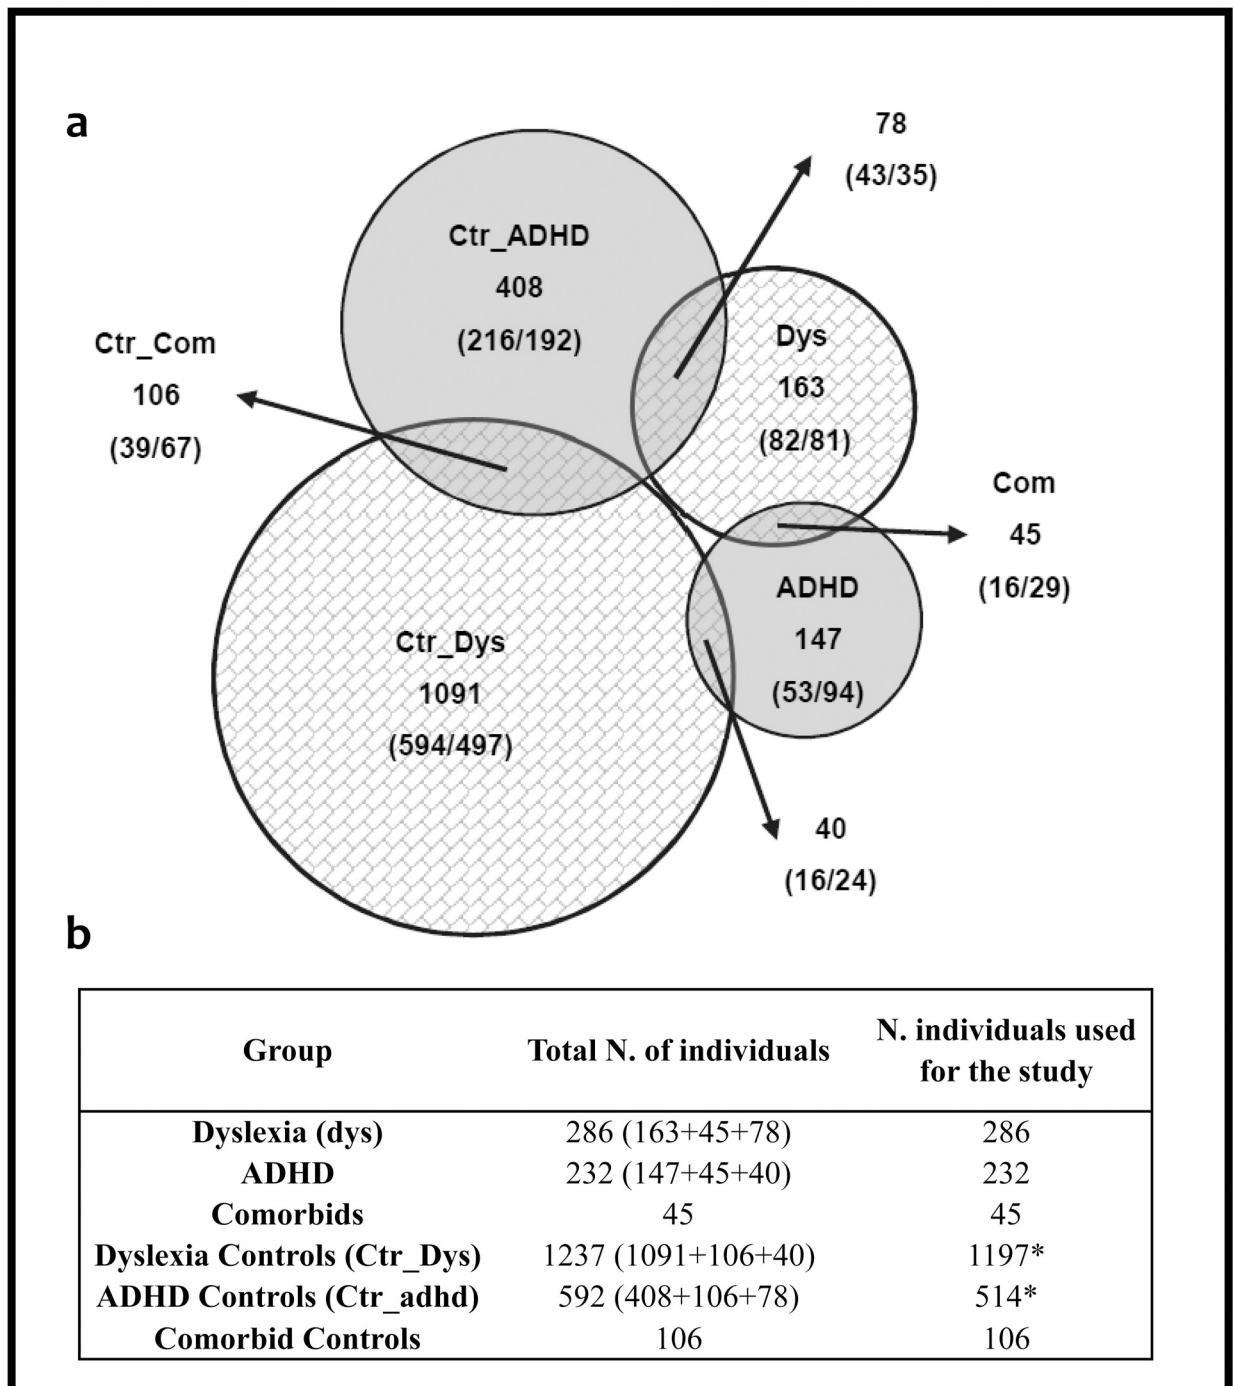 a
78
(43/35)
Ctr_ADHD
408
(216/192)
Ctr_Com
106
(39/67)
Dys
163
(82/81)
Com
45
(16/29)
ADHD
147
(53/94)
Ctr_Dys
1091
(594/497)
40
(16/24)
b
Group Total N. of individuals N. individuals used
for the study
Dyslexia (dys) 286 (163+45+78) 286
ADHD 232 (147+45+40) 232
Comorbids 45 45
Dyslexia Controls (Ctr_Dys) 1237 (1091+106+40) 1197*
ADHD Controls (Ctr_adhd) 592 (408+106+78) 514*
Comorbid Controls 106 106